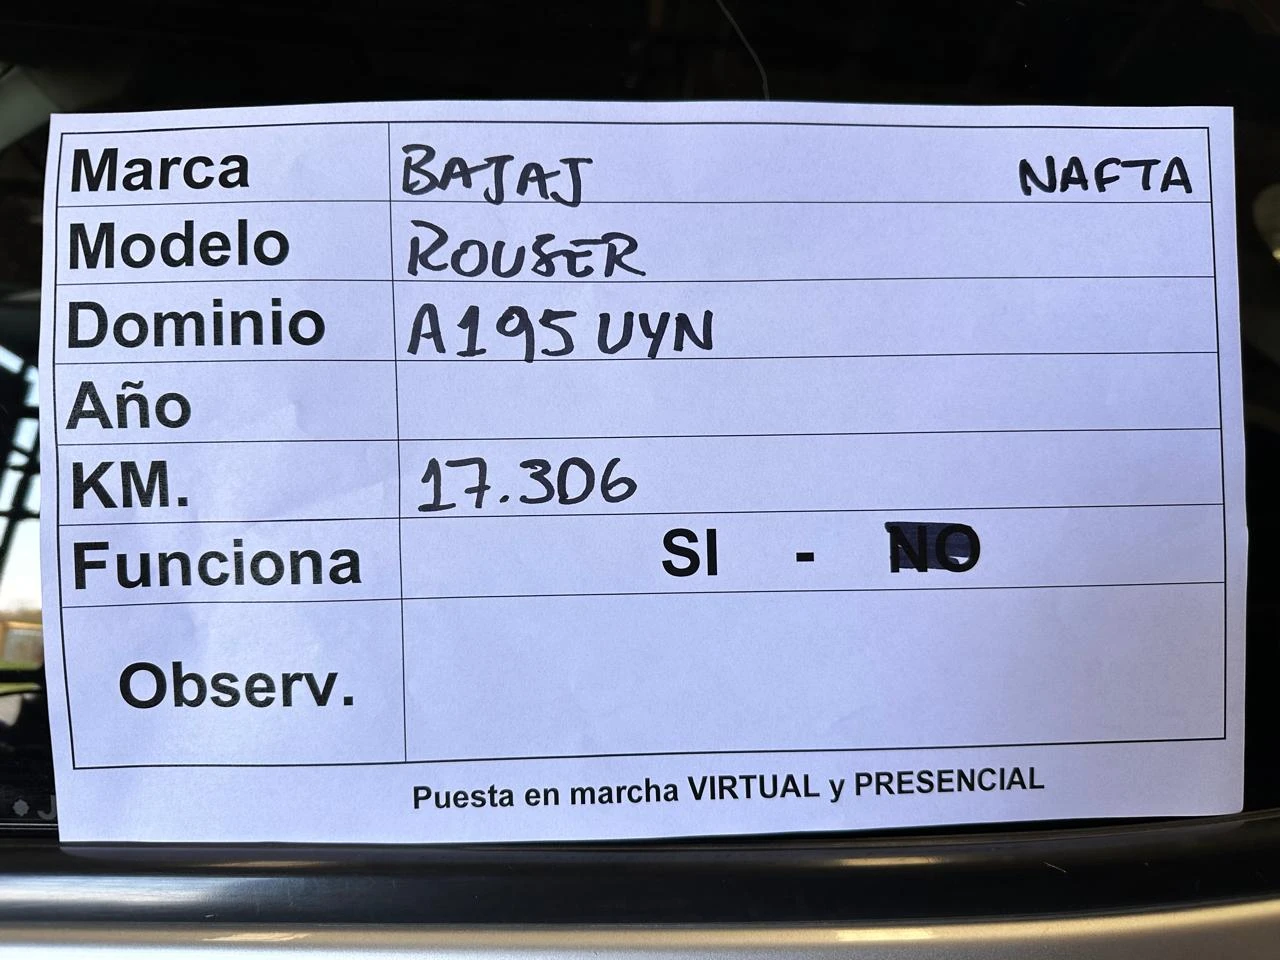 Marca BAJAJ NAFTA
Modelo ROUSER
Dominio A195UYN
Año
KM. 17.306
Funciona SI - NO
Observ.
Puesta en marcha VIRTUAL y PRESENCIAL